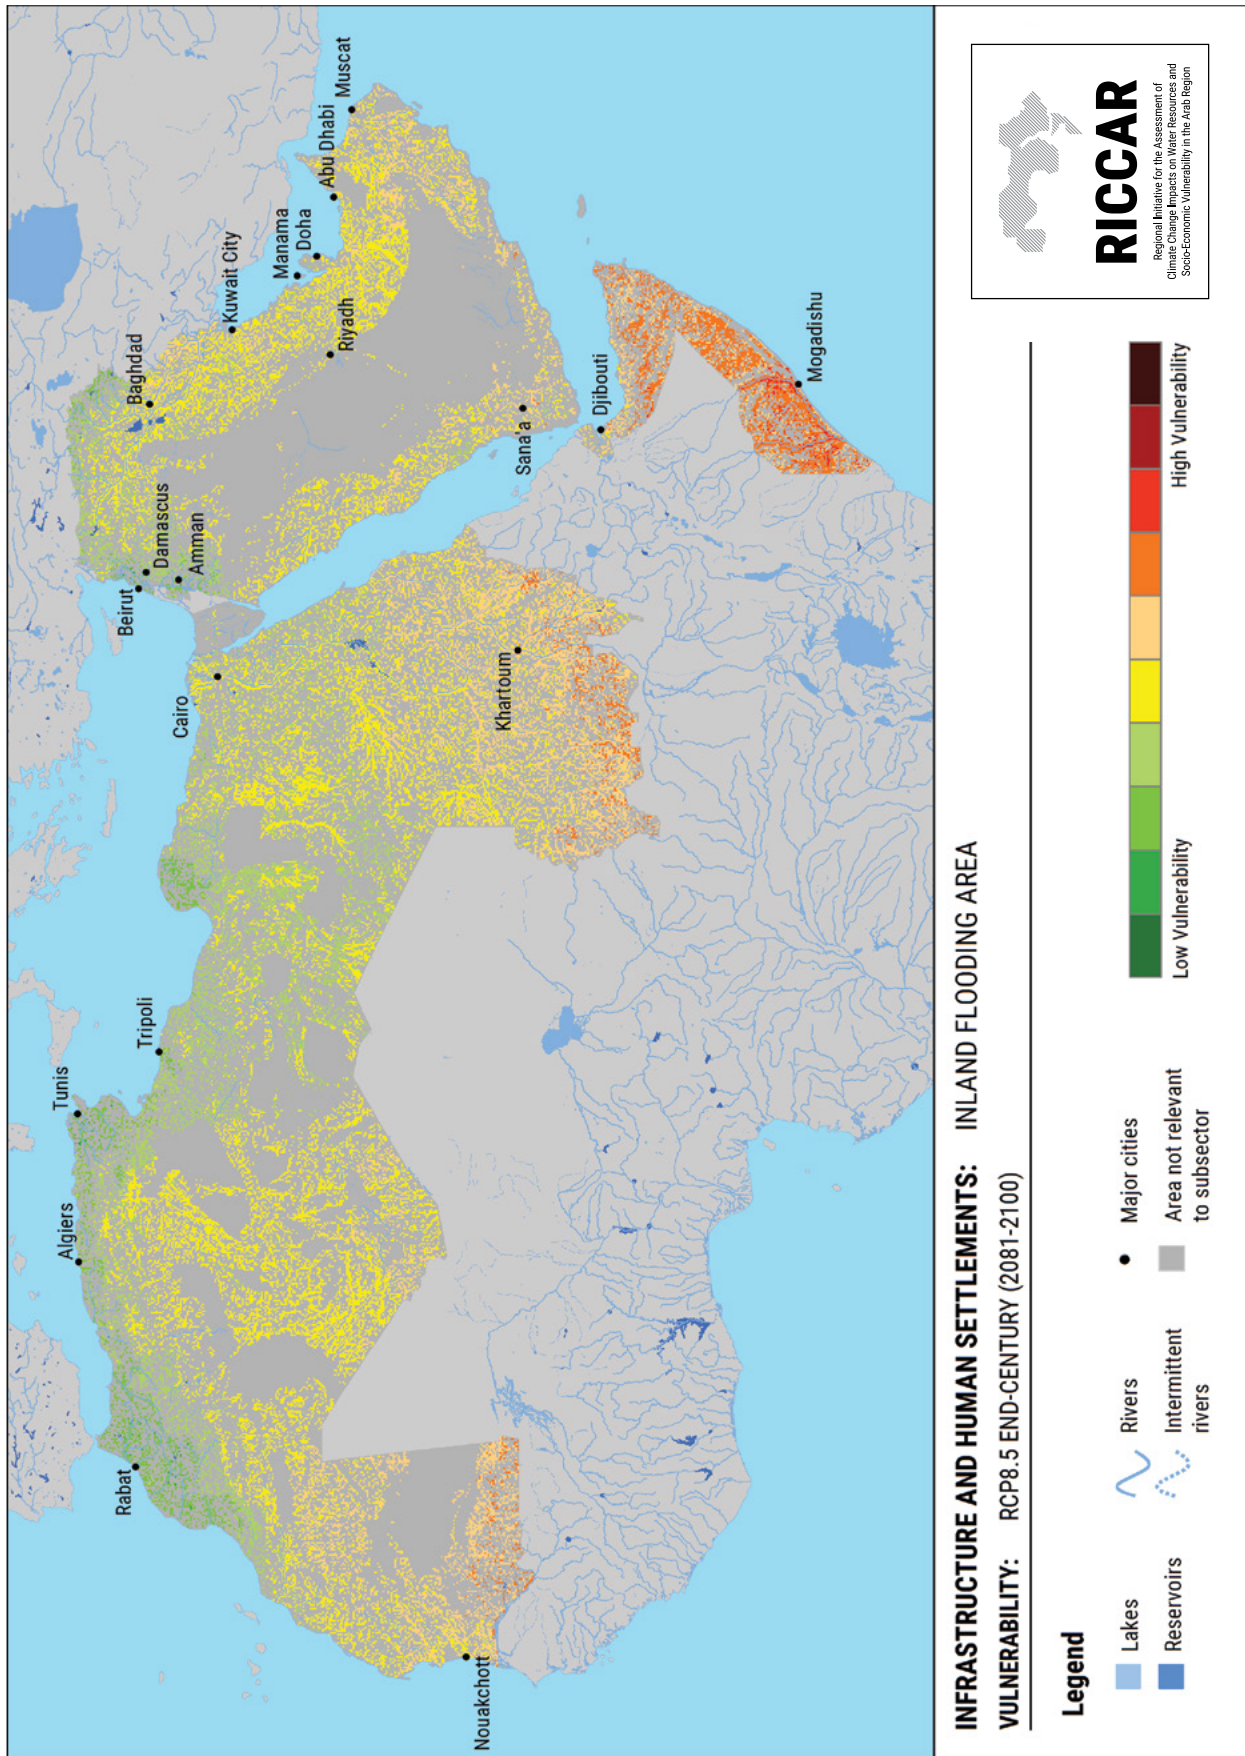 Tunis
Algiers
Rabat
Tripoli
Beirut
Damascus
Amman
Baghdad
Kuwait City
Cairo
Manama
Doha
Abu Dhabi
Muscat
Riyadh
Nouakchott
Khartoum
Sana'a
Djibouti
Mogadishu
INFRASTRUCTURE AND HUMAN SETTLEMENTS: INLAND FLOODING AREA
VULNERABILITY: RCP8.5 END-CENTURY (2081-2100)
Legend
Lakes
Reservoirs
Rivers
Intermittent
rivers
Major cities
Area not relevant
to subsector
Low Vulnerability
High Vulnerability
RICCAR
Regional Initiative for the Assessment of
Climate Change Impacts on Water Resources and
Socio-Economic Vulnerability in the Arab Region